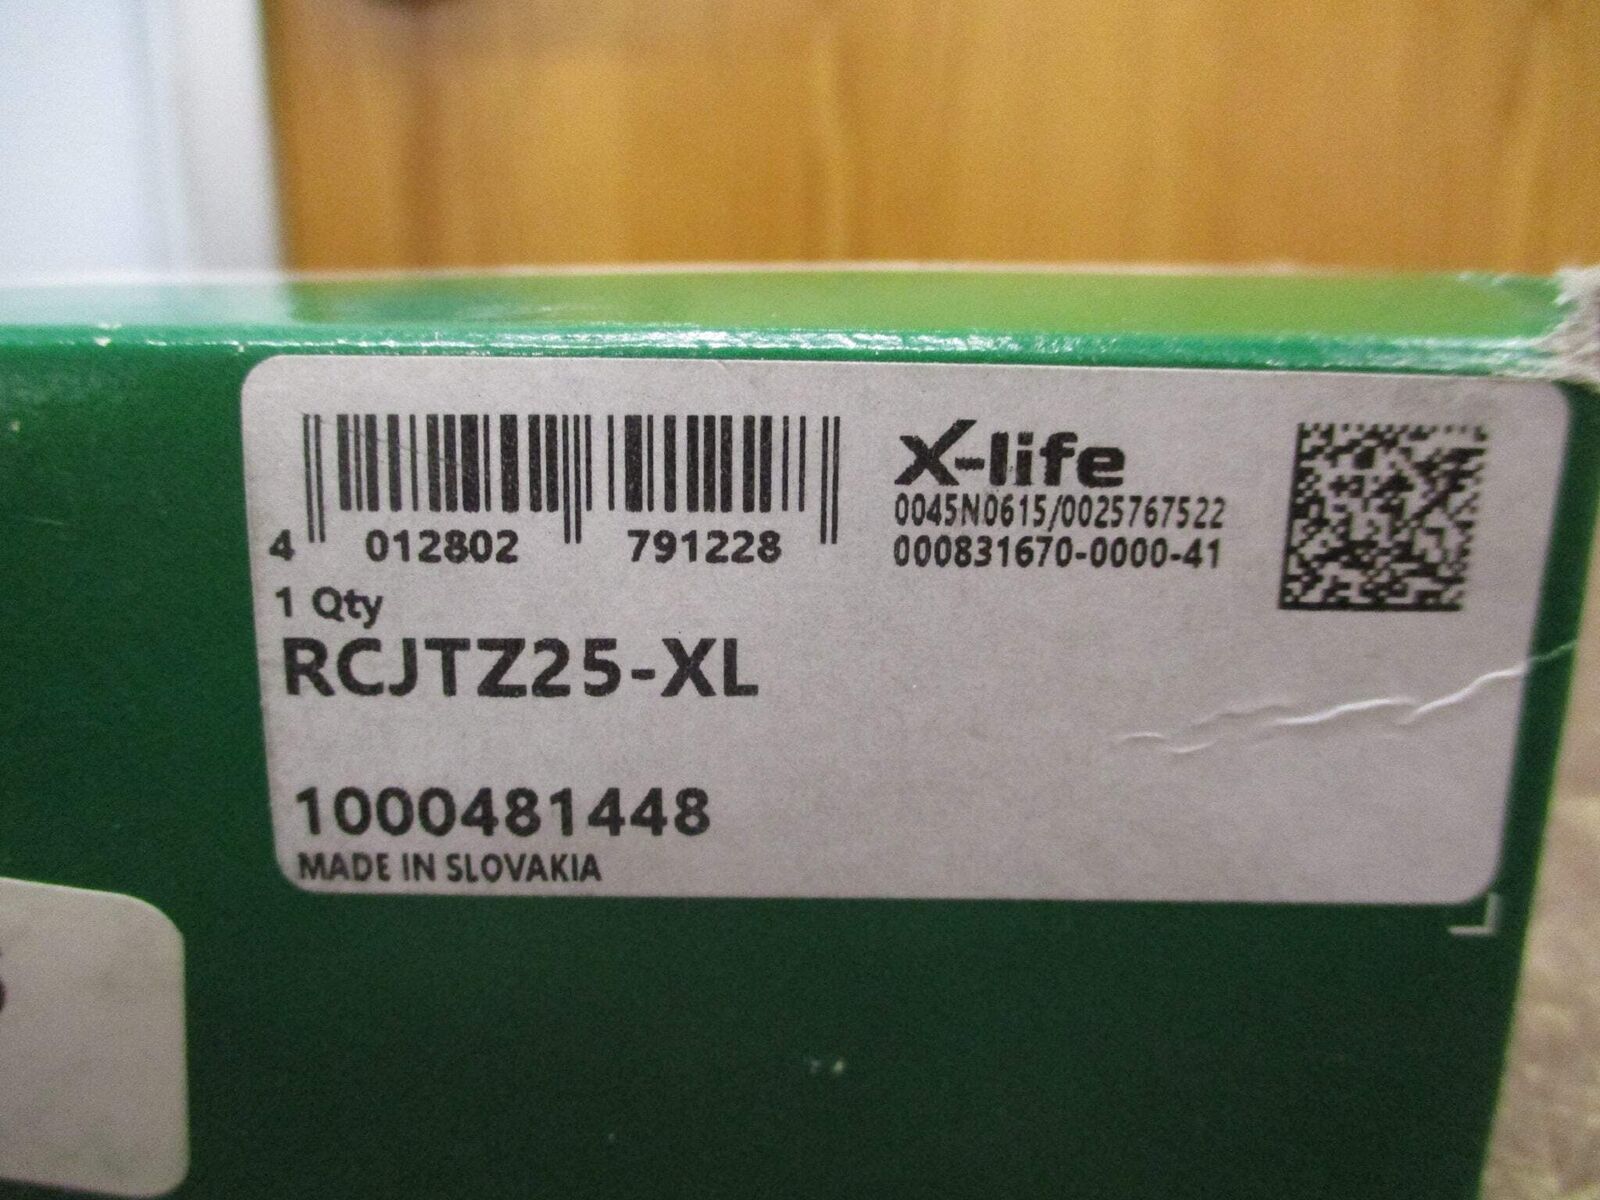 X-life
0045N0615/0025767522
000831670-0000-41
4 012802 791228
1 Qty
RCJTZ25-XL
1000481448
MADE IN SLOVAKIA